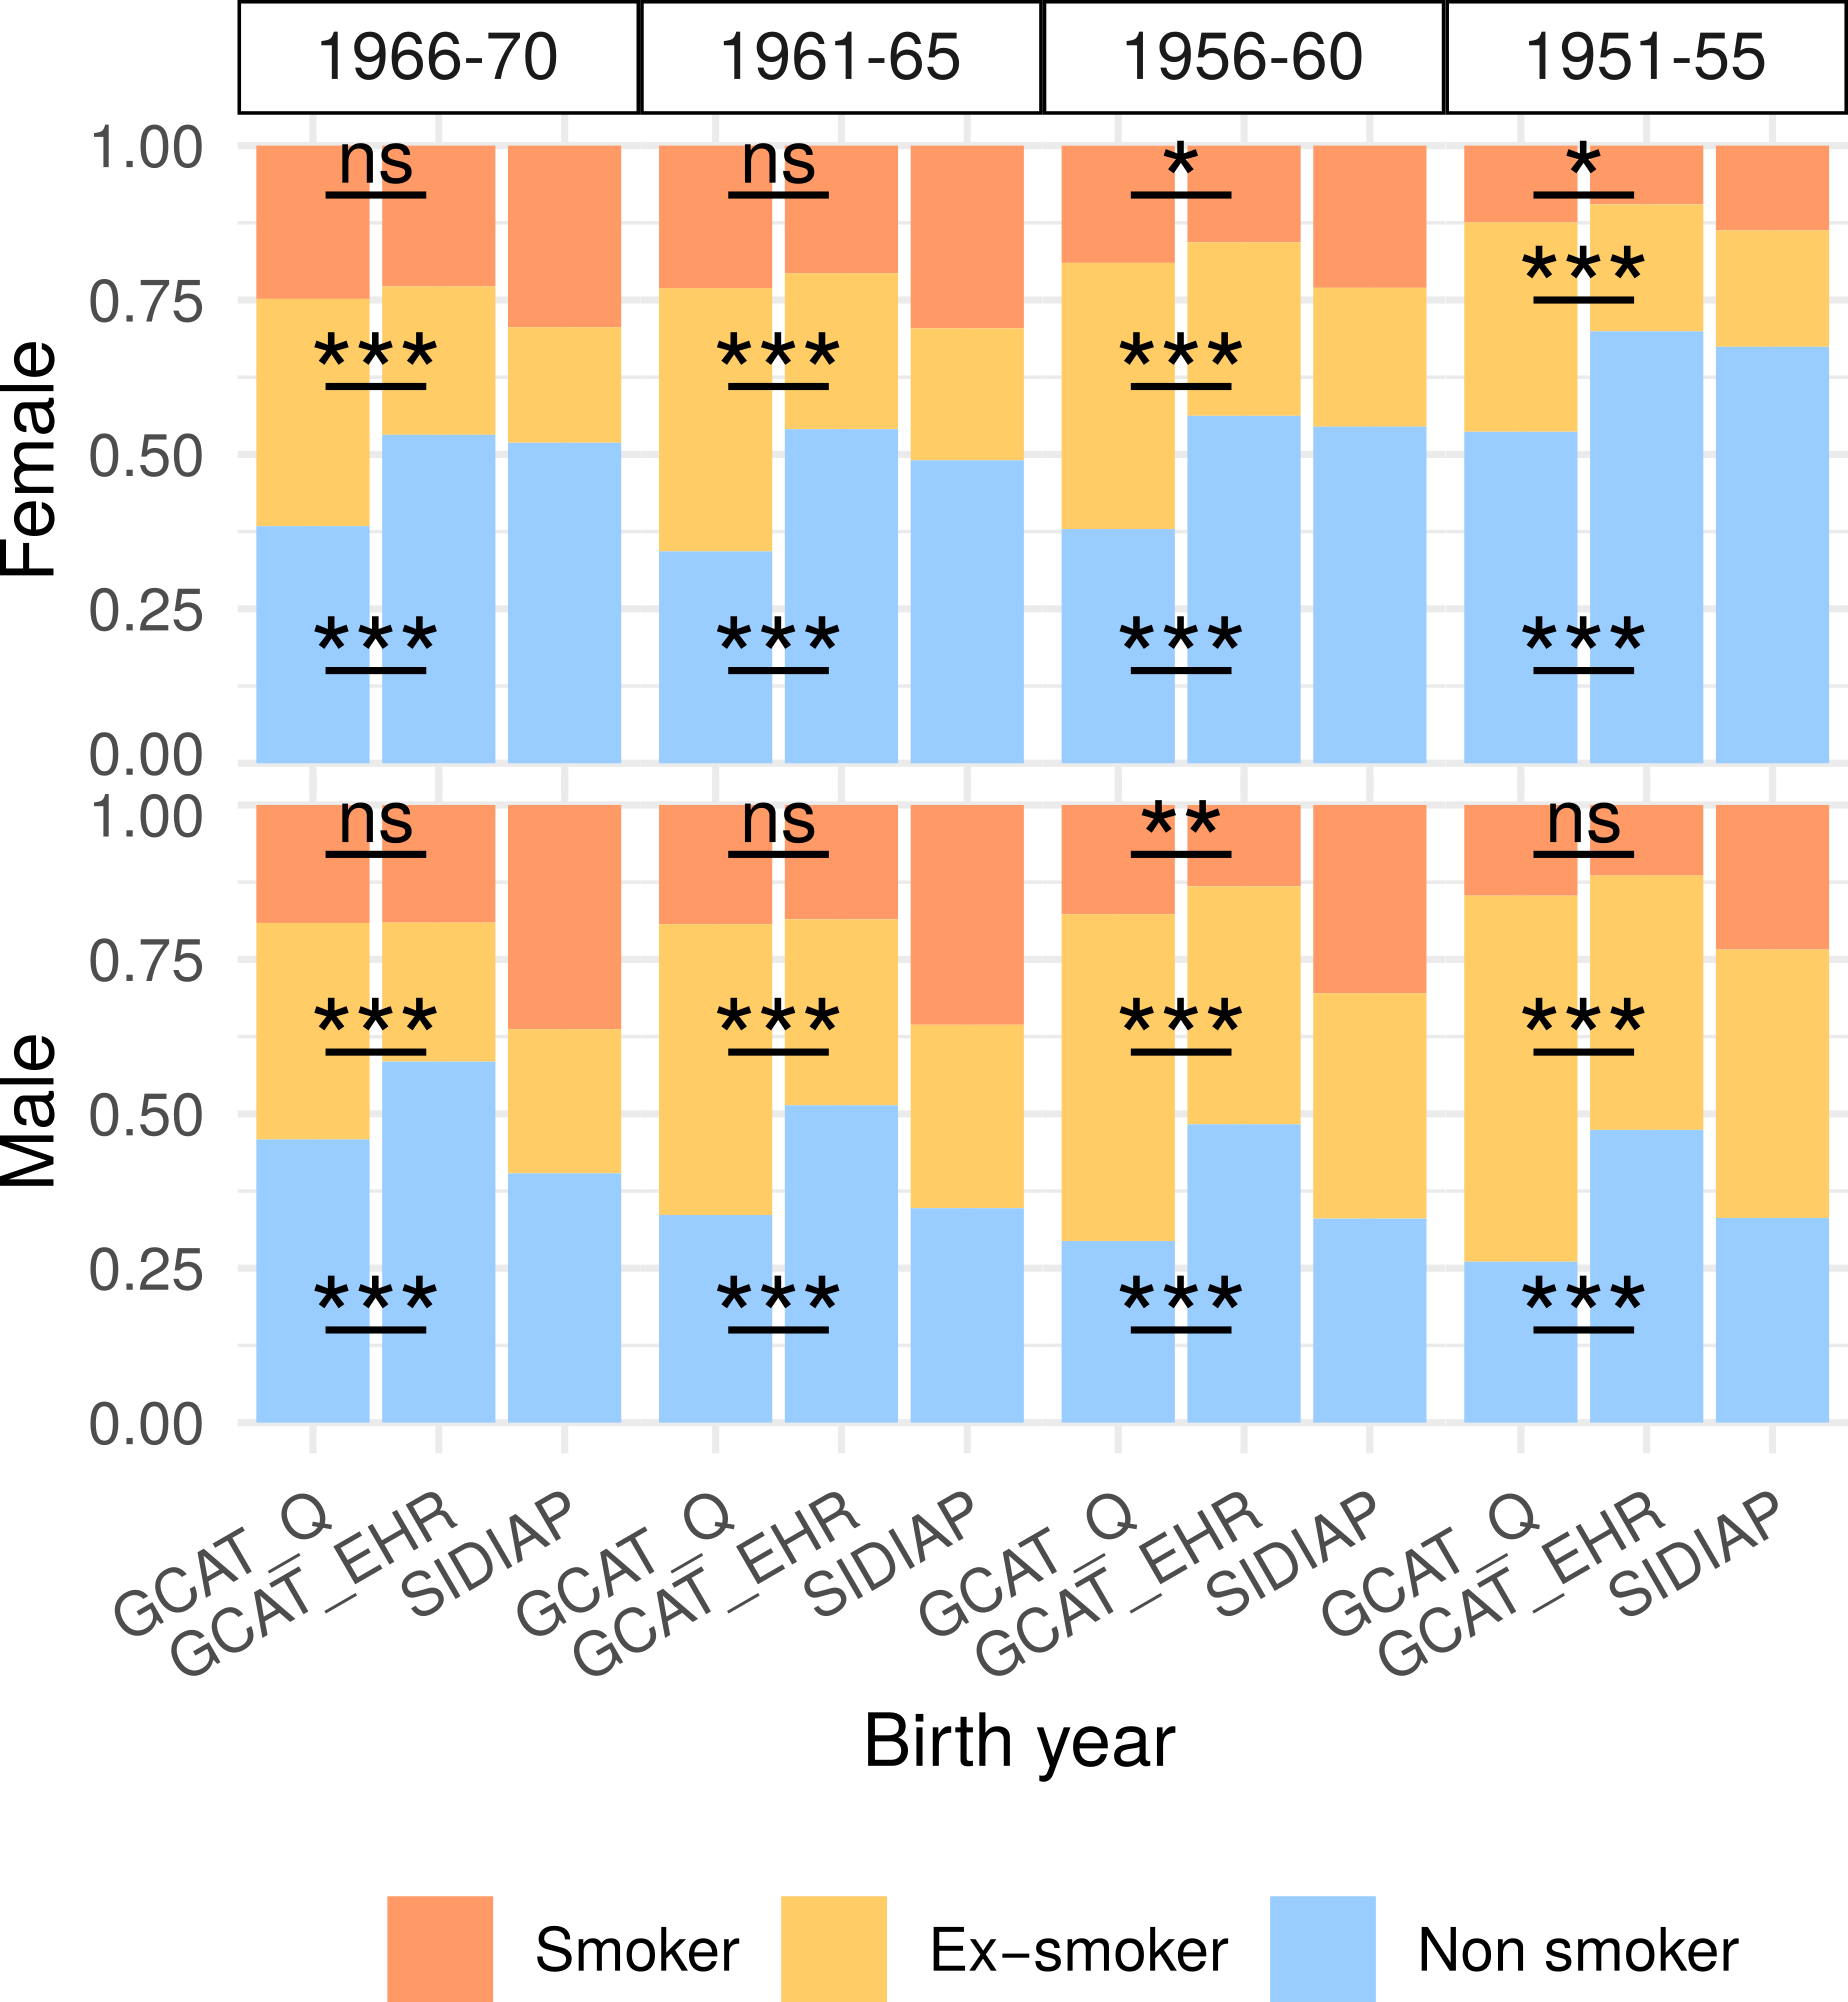 1966-70 1961-65 1956-60 1951-55
1.00
ns ns * *
***
0.75
*** *** ***
0.50
0.25
*** *** *** ***
0.00
Female
1.00
ns ns ** ns
0.75
*** *** *** ***
0.50
0.25
*** *** *** ***
0.00
Male
GCAT_Q GCAT_EHR SIDIAP GCAT_Q GCAT_EHR SIDIAP GCAT_Q GCAT_EHR SIDIAP GCAT_Q GCAT_EHR SIDIAP
Birth year
Smoker Ex−smoker Non smoker